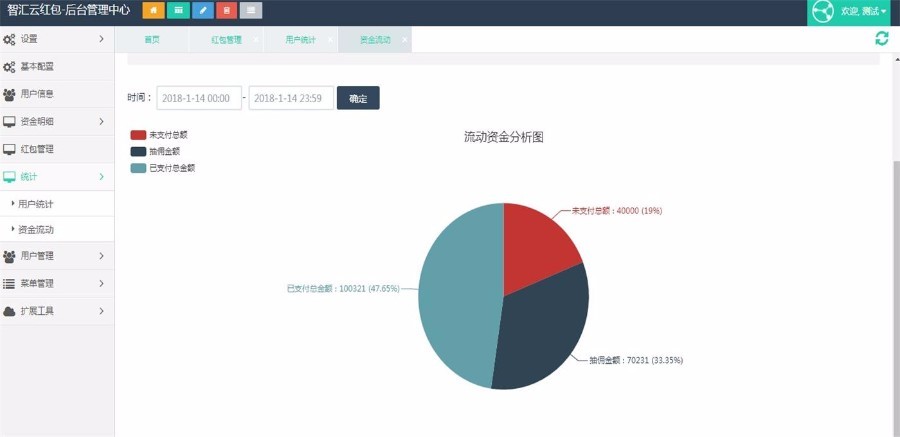 智汇云红包-后台管理中心
欢迎, 测试
首页 红包管理 用户统计 资金流动
设置
基本配置
用户信息
资金明细
红包管理
统计
用户统计
资金流动
用户管理
菜单管理
扩展工具
时间： 2018-1-14 00:00 - 2018-1-14 23:59 确定
流动资金分析图
未支付总额
抽佣金额
已支付总金额
未支付总额 : 40000 (19%)
已支付总金额 : 100321 (47.65%)
抽佣金额 : 70231 (33.35%)